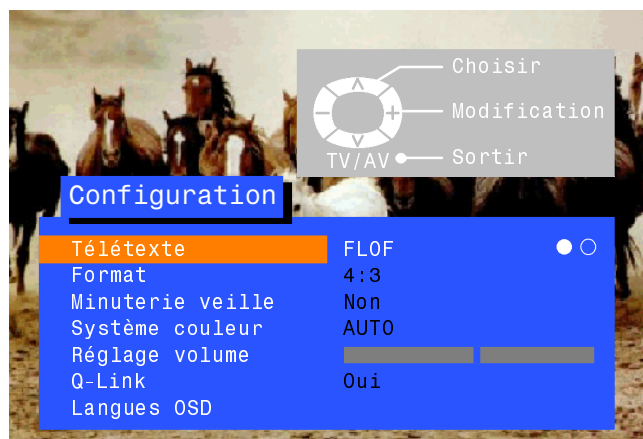 Choisir
Modification
TV/AV Sortir
Configuration
Télétexte FLOF
Format 4:3
Minuterie veille Non
Système couleur AUTO
Réglage volume
Q-Link Oui
Langues OSD